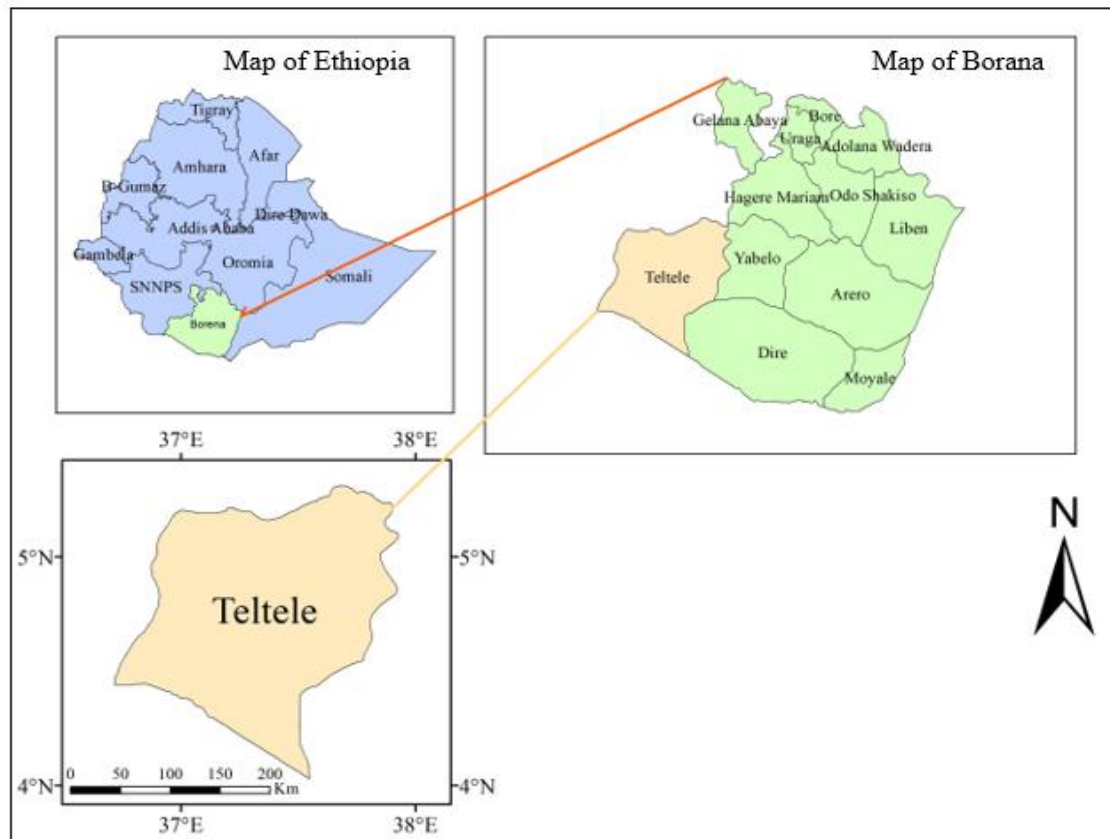 Map of Ethiopia
Tigray
Afar
Amhara
B-Gumaz
Dire Dawa
Addis Ababa
Gambela
Oromia
SNNPS
Somali
Borena
Map of Borana
Gelana Abaya
Bore
Uraga
Adolana Wadera
Hagere Mariam
Odo Shakiso
Liben
Teltele
Yabelo
Arero
Dire
Moyale
37°E
38°E
5°N
5°N
Teltele
0 50 100 150 200
Km
4°N
4°N
37°E
38°E
N